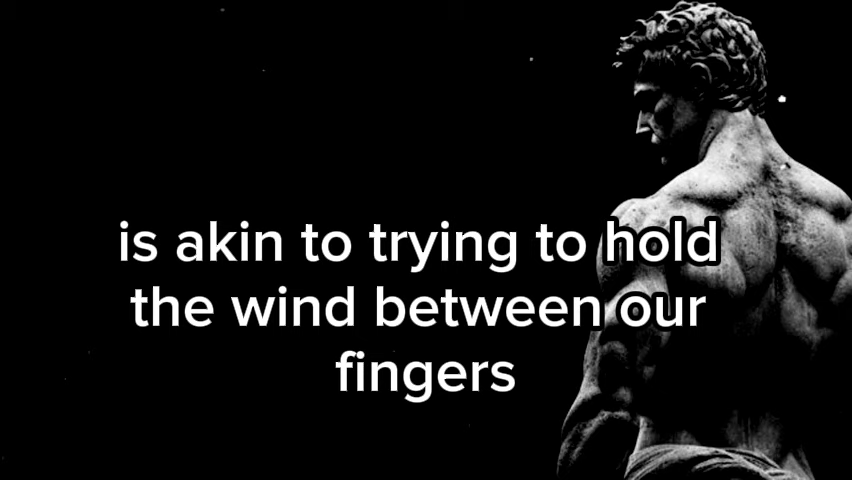 is akin to trying to hold
the wind between our
fingers